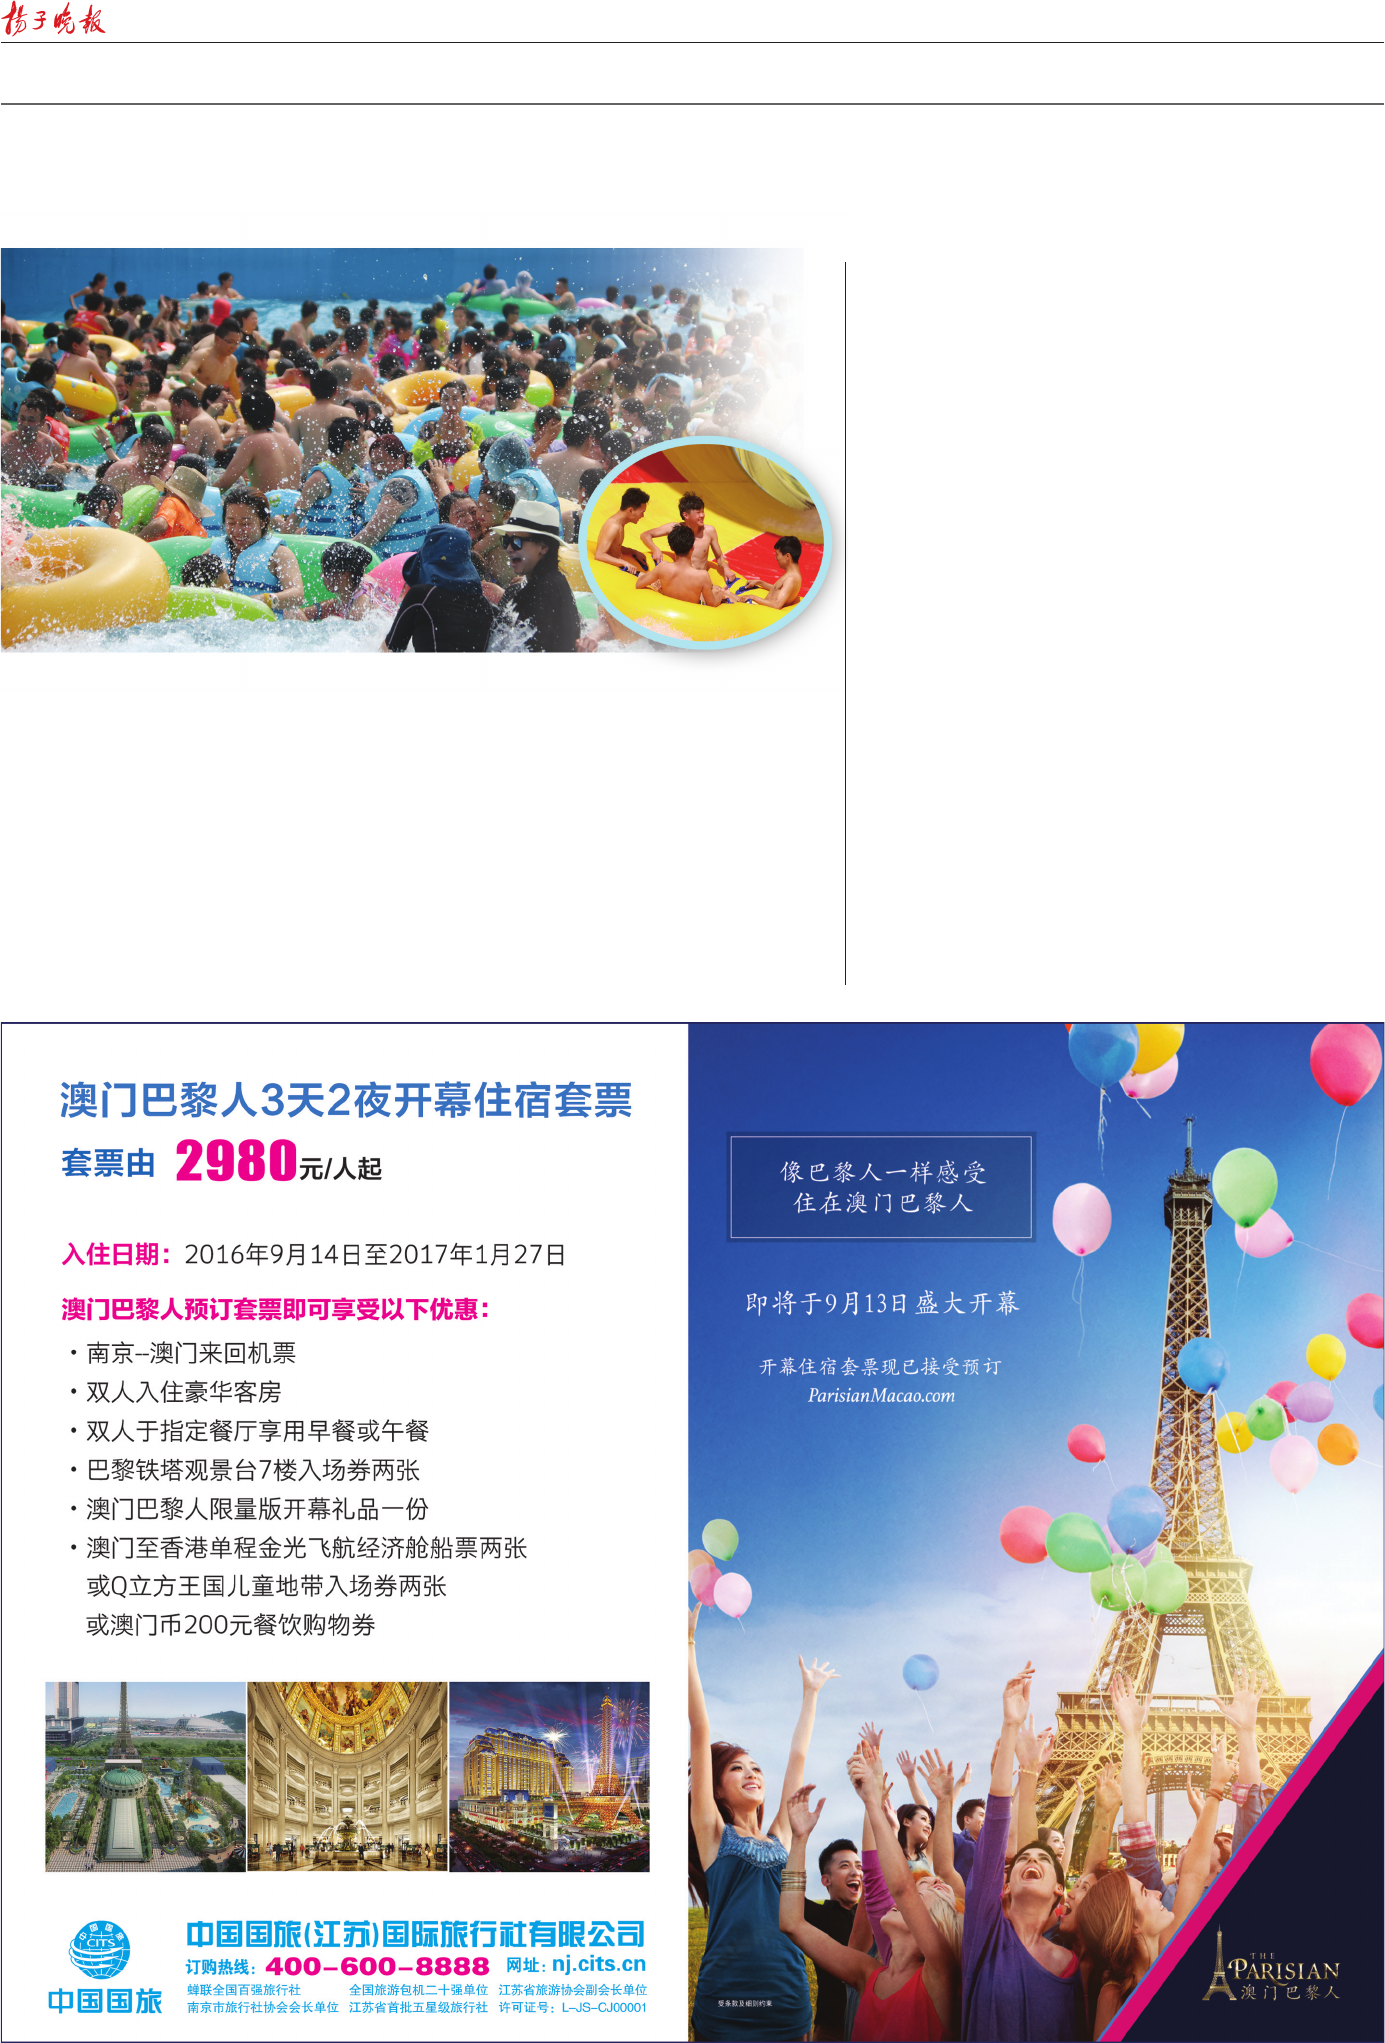 扬子晚报
澳门巴黎人3天2夜开幕住宿套票
套票由 2980元/人起
入住日期：2016年9月14日至2017年1月27日
澳门巴黎人预订套票即可享受以下优惠：
·南京--澳门来回机票
·双人入住豪华客房
·双人于指定餐厅享用早餐或午餐
·巴黎铁塔观景台7楼入场券两张
·澳门巴黎人限量版开幕礼品一份
·澳门至香港单程金光飞航经济舱船票两张
或Q立方王国儿童地带入场券两张
或澳门币200元餐饮购物券
中国国旅
CITS
中国国旅
中国国旅(江苏)国际旅行社有限公司
订购热线：400-600-8888 网址：nj.cits.cn
蝉联全国百强旅行社 全国旅游包机二十强单位 江苏省旅游协会副会长单位
南京市旅行社协会会长单位 江苏省首批五星级旅行社 许可证号：L-JS-CJ00001
像巴黎人一样感受
住在澳门巴黎人
即将于9月13日盛大开幕
开幕住宿套票现已接受预订
ParisianMacao.com
受条款及细则约束
THE
PARISIAN
澳门巴黎人